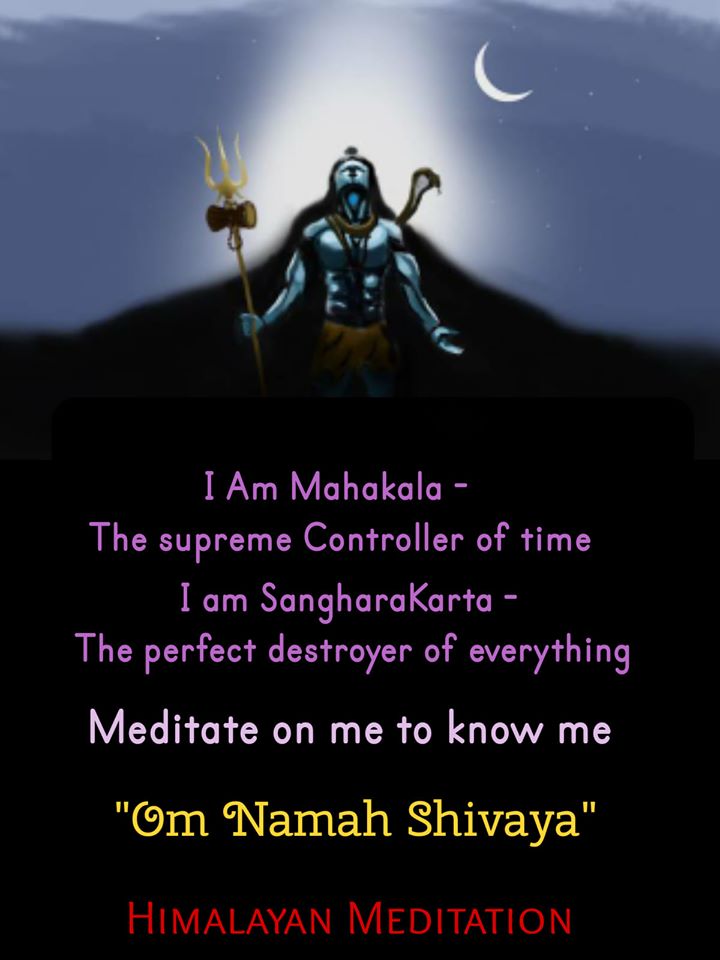 I Am Mahakala -
The supreme Controller of time
I am SangharaKarta -
The perfect destroyer of everything
Meditate on me to know me
"Om Namah Shivaya"
Himalayan Meditation